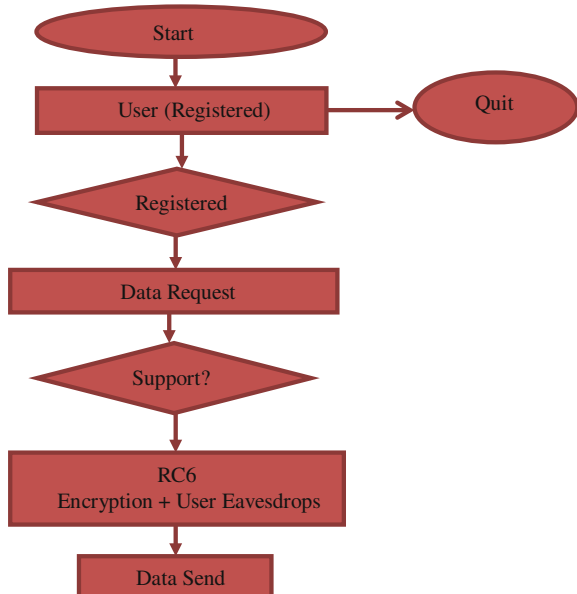 Start
User (Registered)
Quit
Registered
Data Request
Support?
RC6
Encryption + User Eavesdrops
Data Send